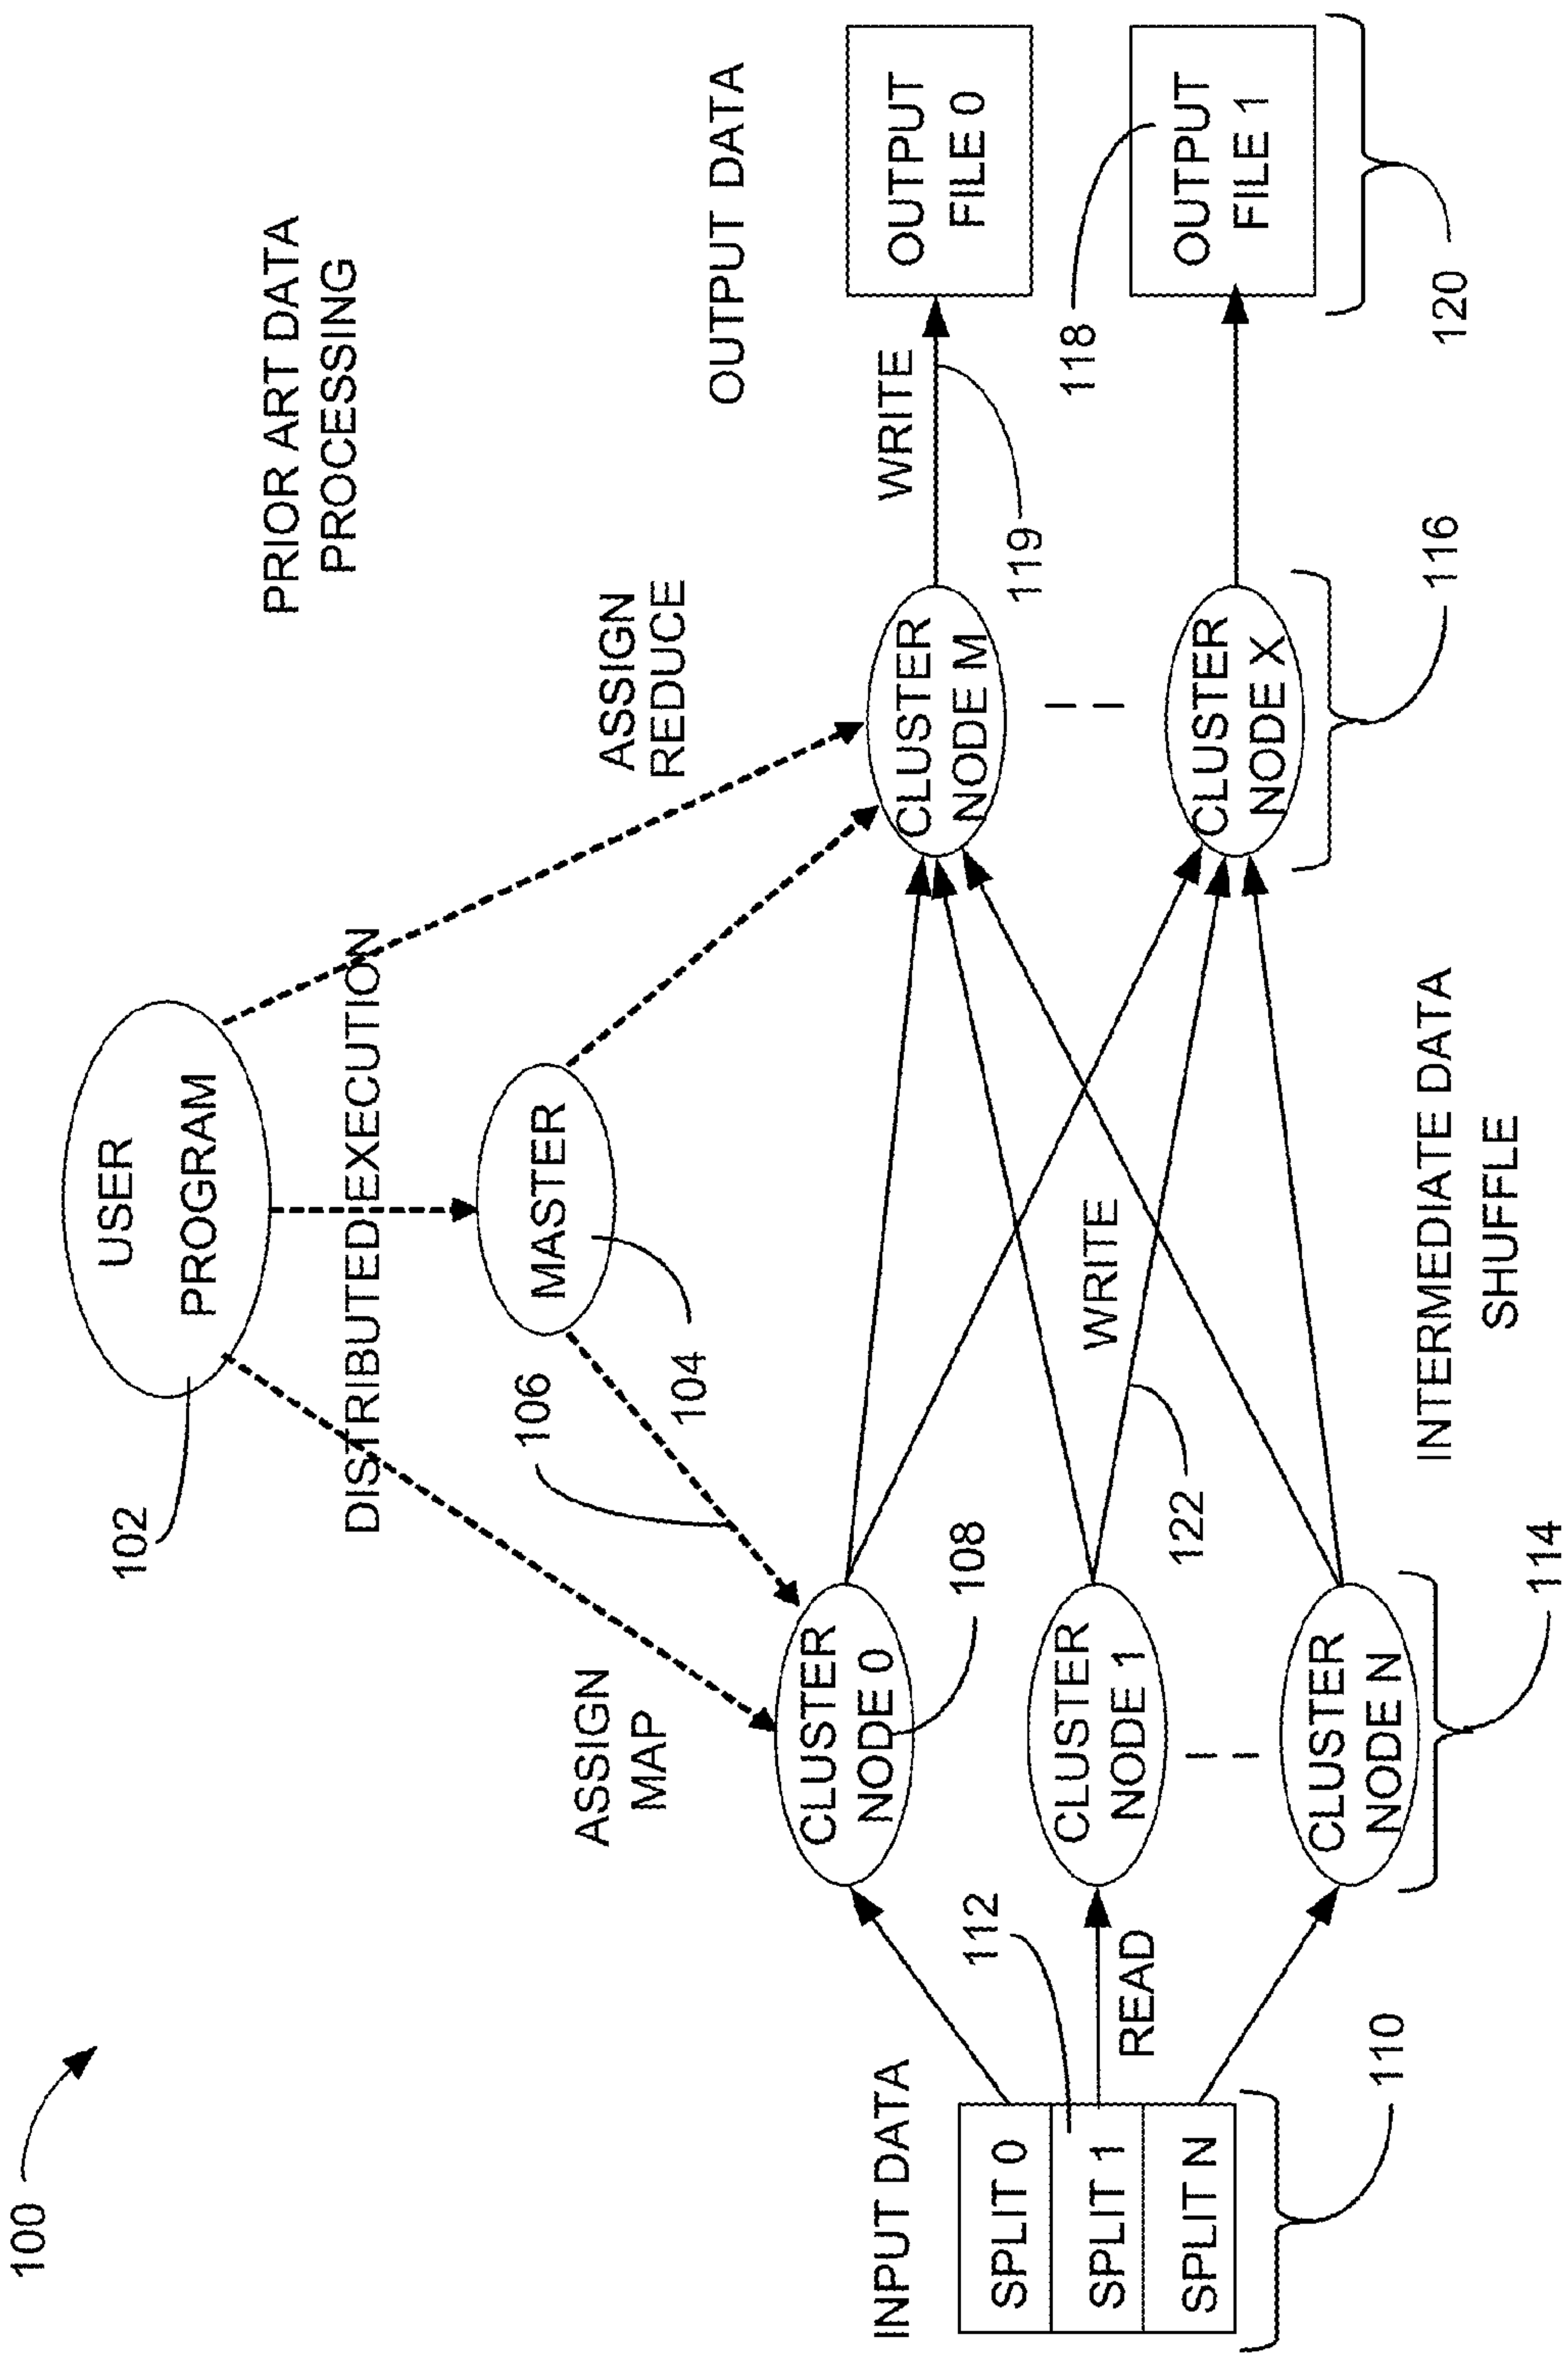 100
PRIOR ART DATA
PROCESSING
USER
PROGRAM
102
DISTRIBUTED EXECUTION
MASTER
104
106
ASSIGN
MAP
ASSIGN
REDUCE
OUTPUT DATA
INPUT DATA
SPLIT 0
SPLIT 1
SPLIT N
110
112
READ
CLUSTER
NODE 0
108
CLUSTER
NODE 1
CLUSTER
NODE N
114
WRITE
122
INTERMEDIATE DATA
SHUFFLE
CLUSTER
NODE M
CLUSTER
NODE X
116
WRITE
119
OUTPUT
FILE 0
118
OUTPUT
FILE 1
120